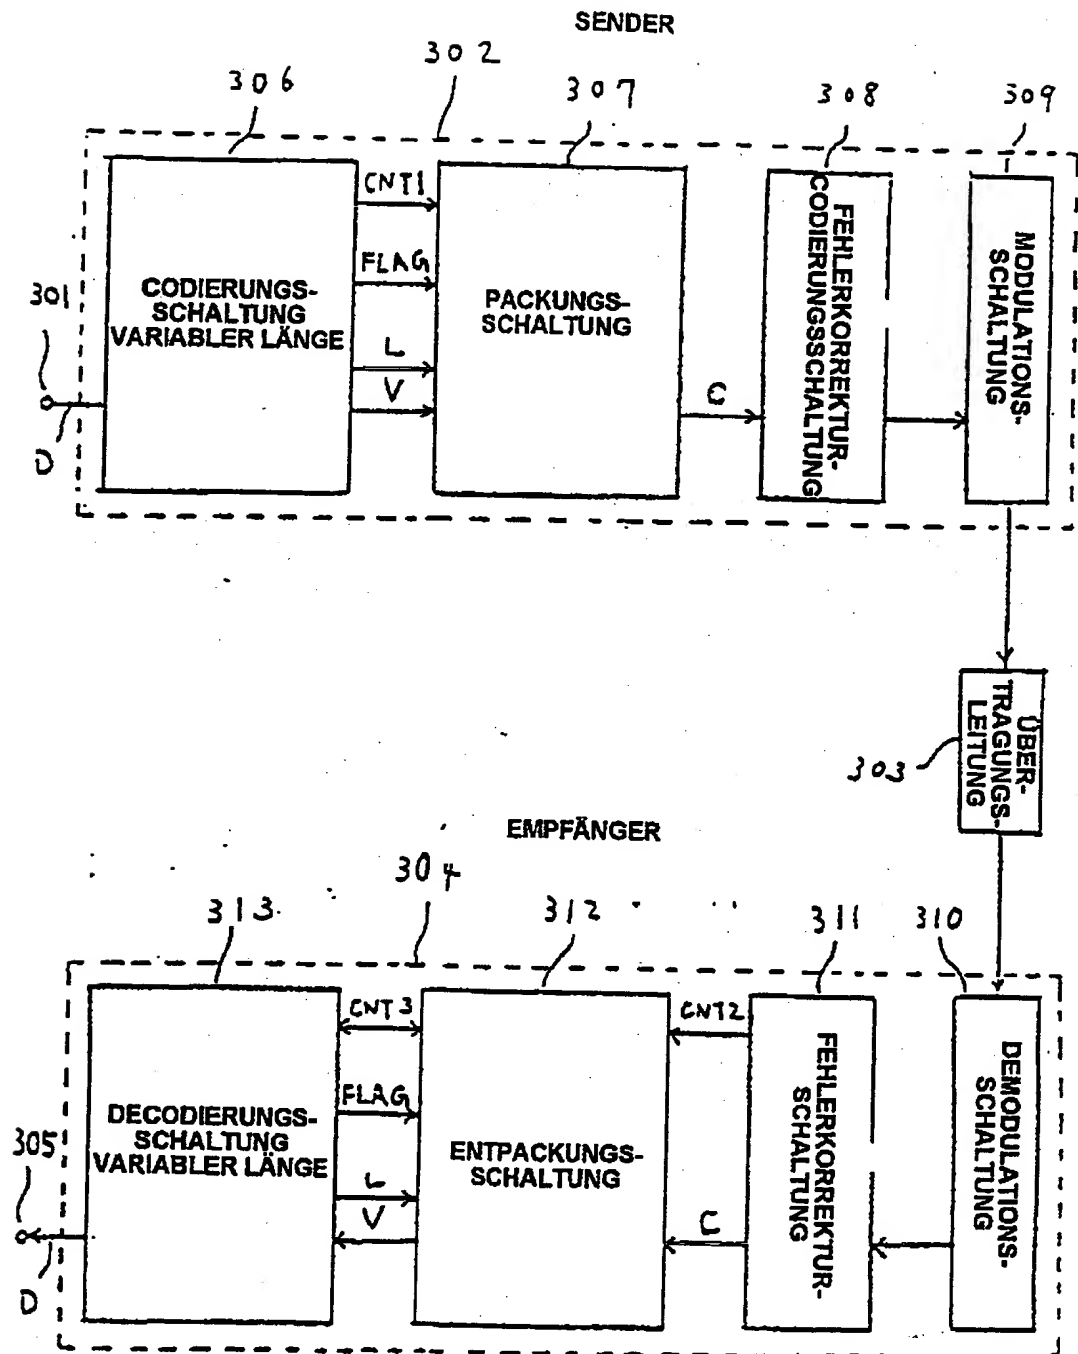 SENDER
302
306
307
308
309
CNT1
FLAG
CODIERUNGS-
SCHALTUNG
VARIABLER LÄNGE
L
V
PACKUNGS-
SCHALTUNG
C
FEHLERKORREKTUR-
CODIERUNGSSCHALTUNG
MODULATIONS-
SCHALTUNG
301
D
ÜBER-
TRAGUNGS-
LEITUNG
303
EMPFÄNGER
304
313
312
311
310
CNT3
CNT2
FLAG
DECODIERUNGS-
SCHALTUNG
VARIABLER LÄNGE
L
V
ENTPACKUNGS-
SCHALTUNG
C
FEHLERKORREKTUR-
SCHALTUNG
DEMODULATIONS-
SCHALTUNG
305
D